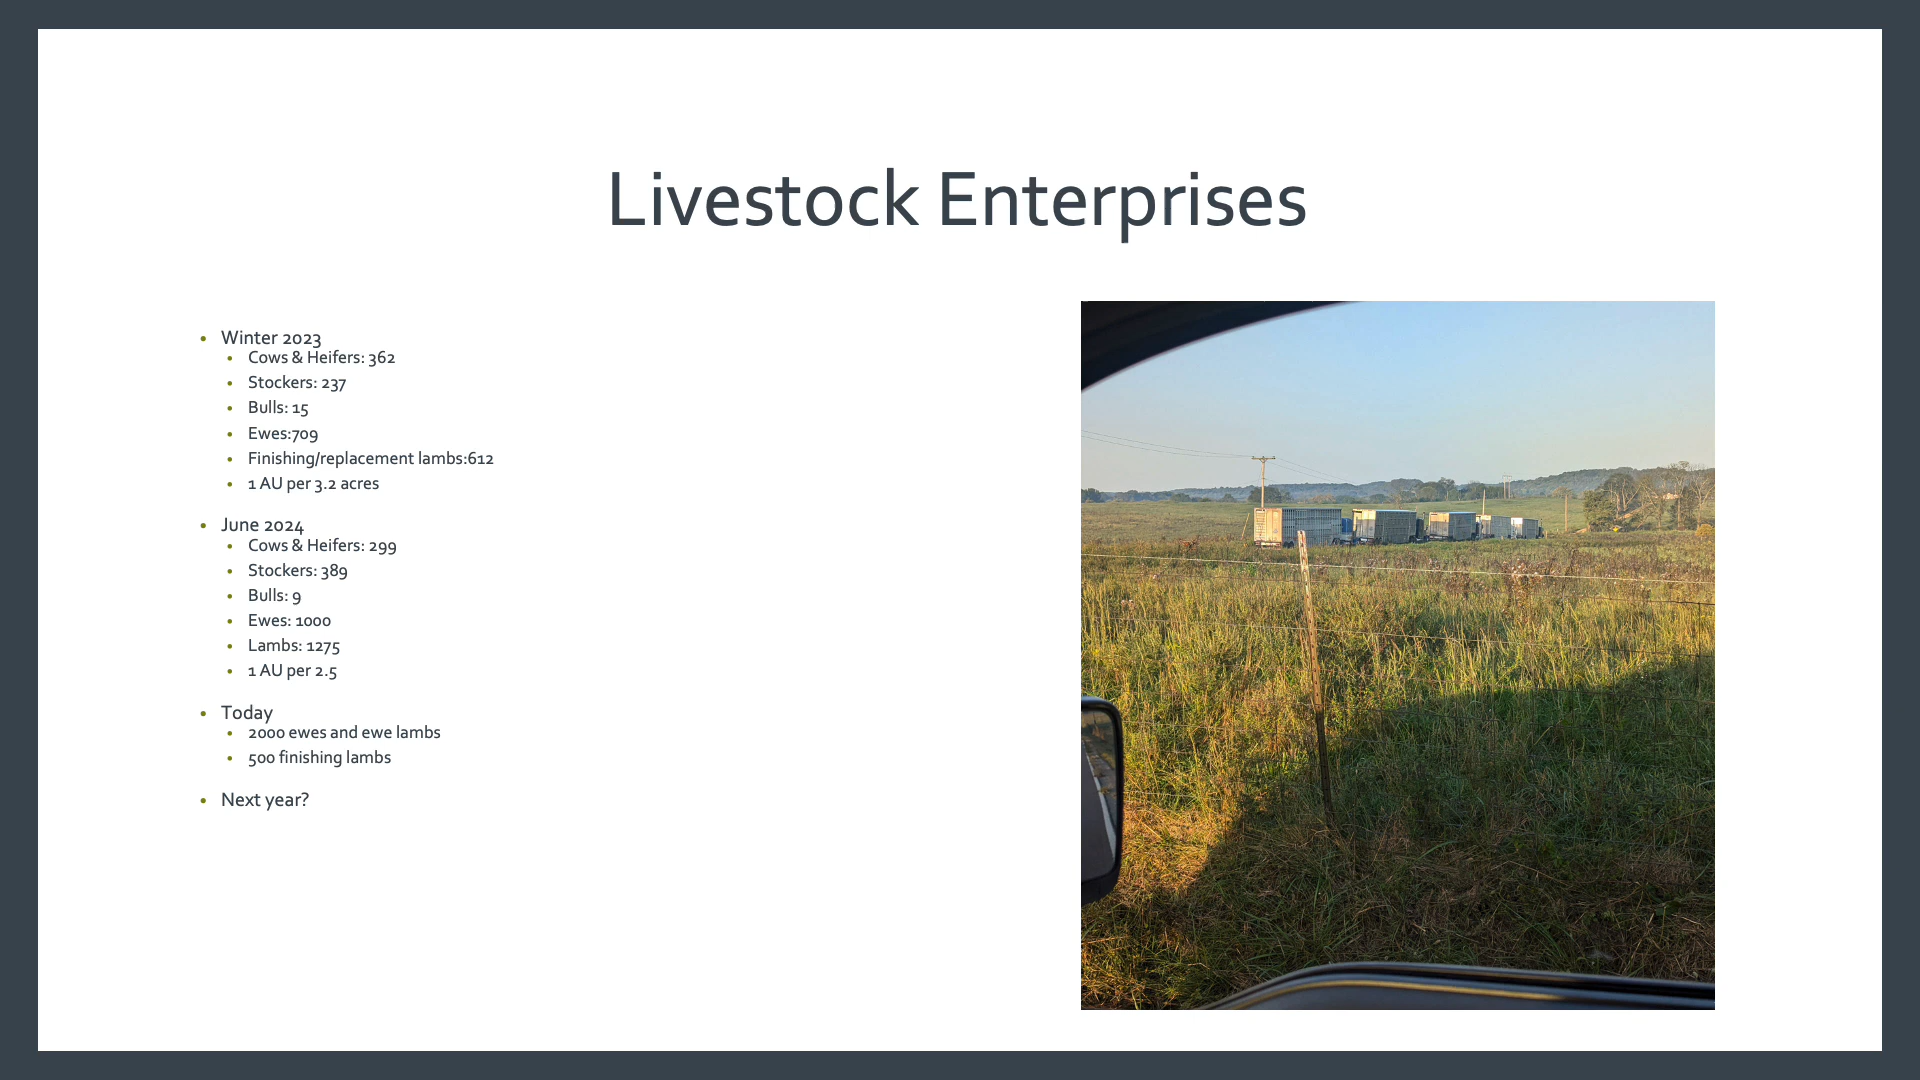 Livestock Enterprises
• Winter 2023
• Cows & Heifers: 362
• Stockers: 237
• Bulls: 15
• Ewes:709
• Finishing/replacement lambs:612
• 1 AU per 3.2 acres
• June 2024
• Cows & Heifers: 299
• Stockers: 389
• Bulls: 9
• Ewes: 1000
• Lambs: 1275
• 1 AU per 2.5
• Today
• 2000 ewes and ewe lambs
• 500 finishing lambs
• Next year?